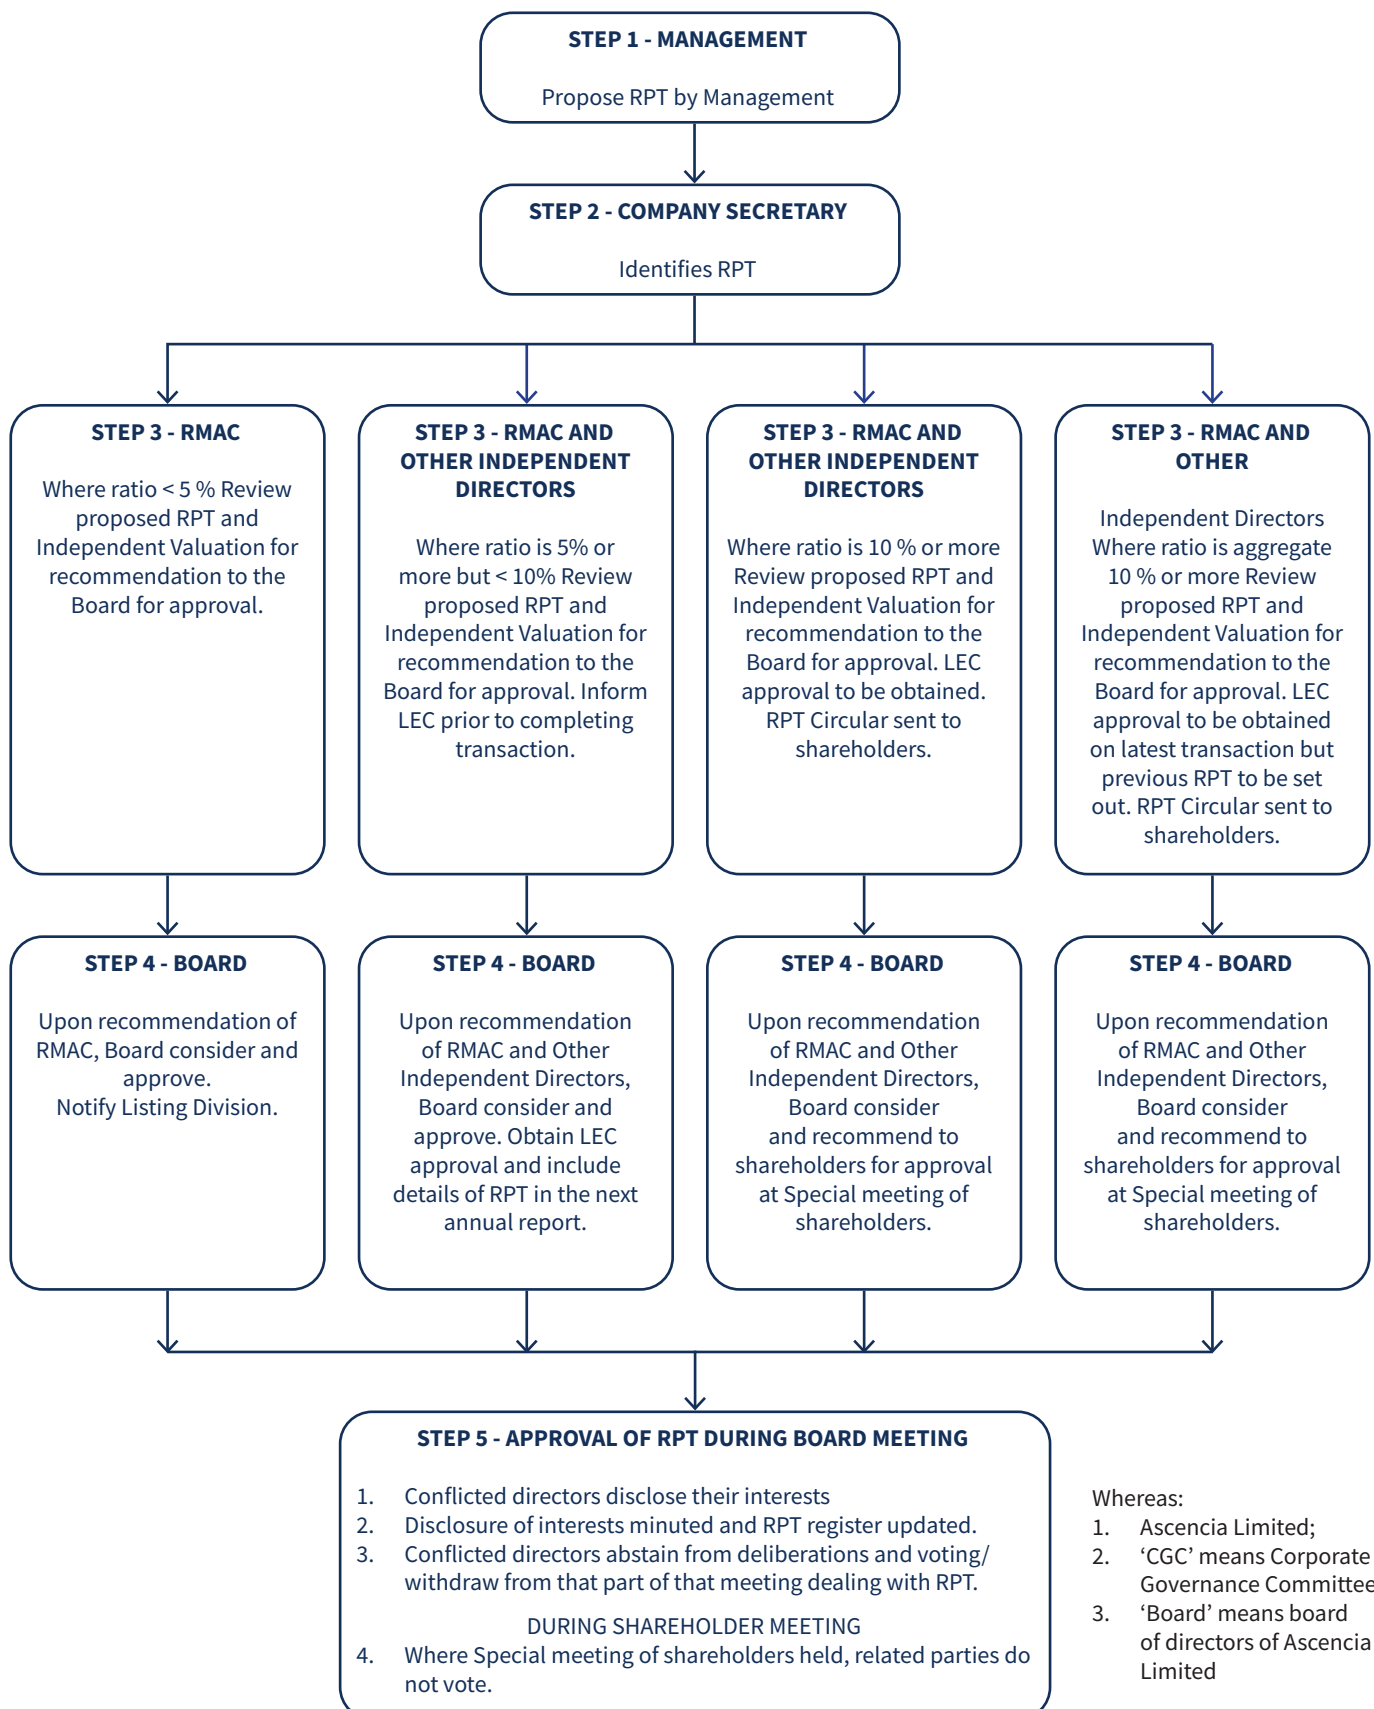 STEP 1 - MANAGEMENT
Propose RPT by Management
STEP 2 - COMPANY SECRETARY
Identifies RPT
STEP 3 - RMAC
Where ratio < 5 % Review
proposed RPT and
Independent Valuation for
recommendation to the
Board for approval.
STEP 3 - RMAC AND
OTHER INDEPENDENT
DIRECTORS
Where ratio is 5% or
more but < 10% Review
proposed RPT and
Independent Valuation for
recommendation to the
Board for approval. Inform
LEC prior to completing
transaction.
STEP 3 - RMAC AND
OTHER INDEPENDENT
DIRECTORS
Where ratio is 10 % or more
Review proposed RPT and
Independent Valuation for
recommendation to the
Board for approval. LEC
approval to be obtained.
RPT Circular sent to
shareholders.
STEP 3 - RMAC AND
OTHER
Independent Directors
Where ratio is aggregate
10 % or more Review
proposed RPT and
Independent Valuation for
recommendation to the
Board for approval. LEC
approval to be obtained
on latest transaction but
previous RPT to be set
out. RPT Circular sent to
shareholders.
STEP 4 - BOARD
Upon recommendation of
RMAC, Board consider and
approve.
Notify Listing Division.
STEP 4 - BOARD
Upon recommendation
of RMAC and Other
Independent Directors,
Board consider and
approve. Obtain LEC
approval and include
details of RPT in the next
annual report.
STEP 4 - BOARD
Upon recommendation
of RMAC and Other
Independent Directors,
Board consider
and recommend to
shareholders for approval
at Special meeting of
shareholders.
STEP 4 - BOARD
Upon recommendation
of RMAC and Other
Independent Directors,
Board consider
and recommend to
shareholders for approval
at Special meeting of
shareholders.
STEP 5 - APPROVAL OF RPT DURING BOARD MEETING
1. Conflicted directors disclose their interests
2. Disclosure of interests minuted and RPT register updated.
3. Conflicted directors abstain from deliberations and voting/
withdraw from that part of that meeting dealing with RPT.
DURING SHAREHOLDER MEETING
4. Where Special meeting of shareholders held, related parties do
not vote.
Whereas:
1. Ascencia Limited;
2. ‘CGC’ means Corporate
Governance Committee
3. ‘Board’ means board
of directors of Ascencia
Limited